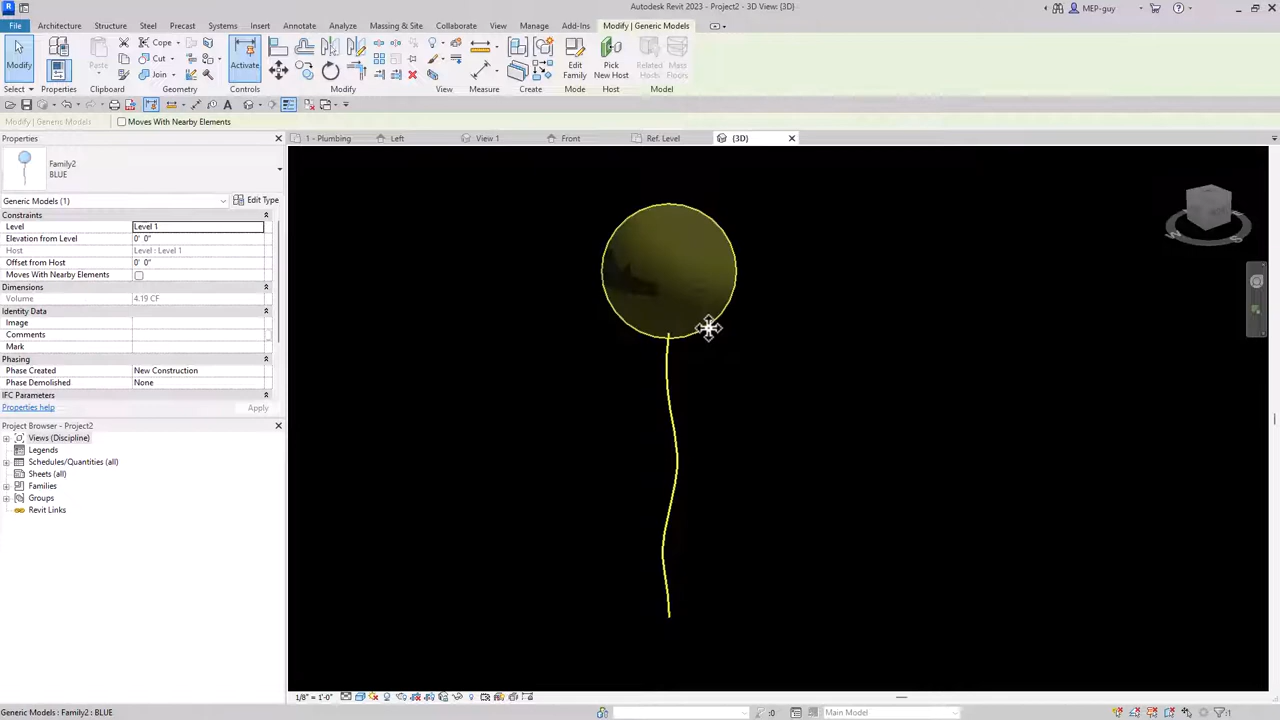 Autodesk Revit 2023 - Project2 - 3D View: {3D}
MEP-guy
File Architecture Structure Steel Precast Systems Insert Annotate Analyze Massing & Site Collaborate View Manage Add-Ins Modify | Generic Models
Modify
Paste
Cope
Cut
Join
Activate
Edit
Family
Pick
New Host
Related
Hosts
Mass
Floors
Select Properties Clipboard Geometry Modify View Measure Create Mode Host Model
Modify | Generic Models Moves With Nearby Elements
Properties
1 - Plumbing Left View 1 Front Ref. Level {3D}
Family2
BLUE
Generic Models (1) Edit Type
Constraints
Level Level 1
Elevation from Level 0' 0"
Host Level : Level 1
Offset from Host 0' 0"
Moves With Nearby Elements
Dimensions
Volume 4.19 CF
Identity Data
Image
Comments
Mark
Phasing
Phase Created New Construction
Phase Demolished None
IFC Parameters
Properties help Apply
Project Browser - Project2
Views (Discipline)
Legends
Schedules/Quantities (all)
Sheets (all)
Families
Groups
Revit Links
1/8" = 1'-0"
Generic Models : Family2 : BLUE :0 Main Model :1